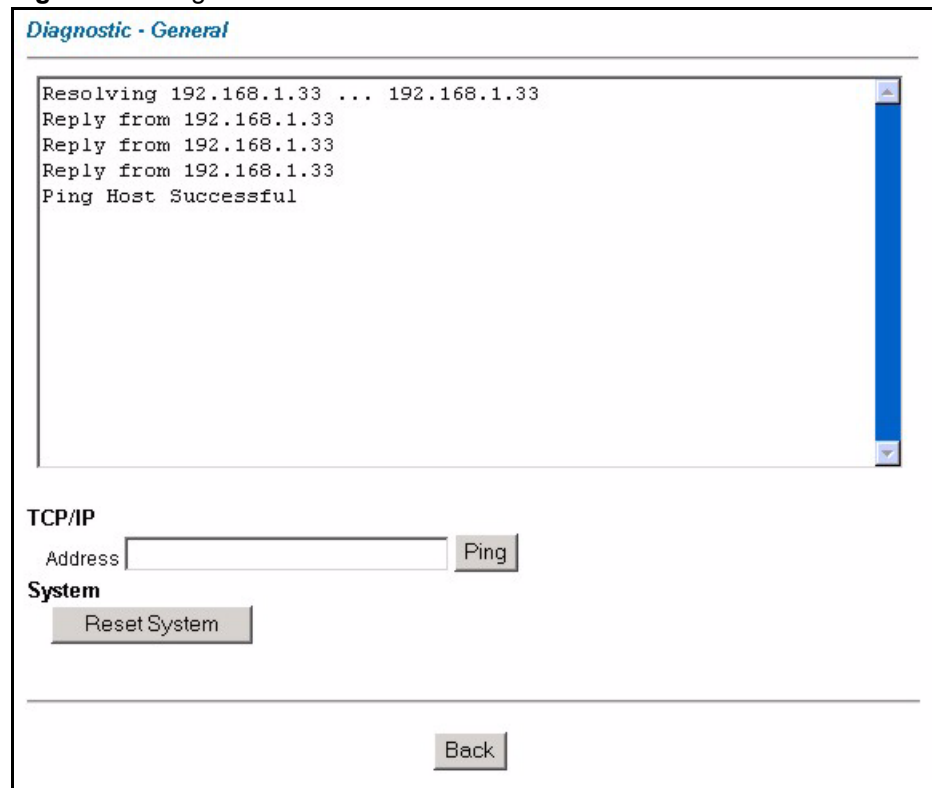 Diagnostic - General
Resolving 192.168.1.33 ... 192.168.1.33
Reply from 192.168.1.33
Reply from 192.168.1.33
Reply from 192.168.1.33
Ping Host Successful
TCP/IP
Address
Ping
System
Reset System
Back